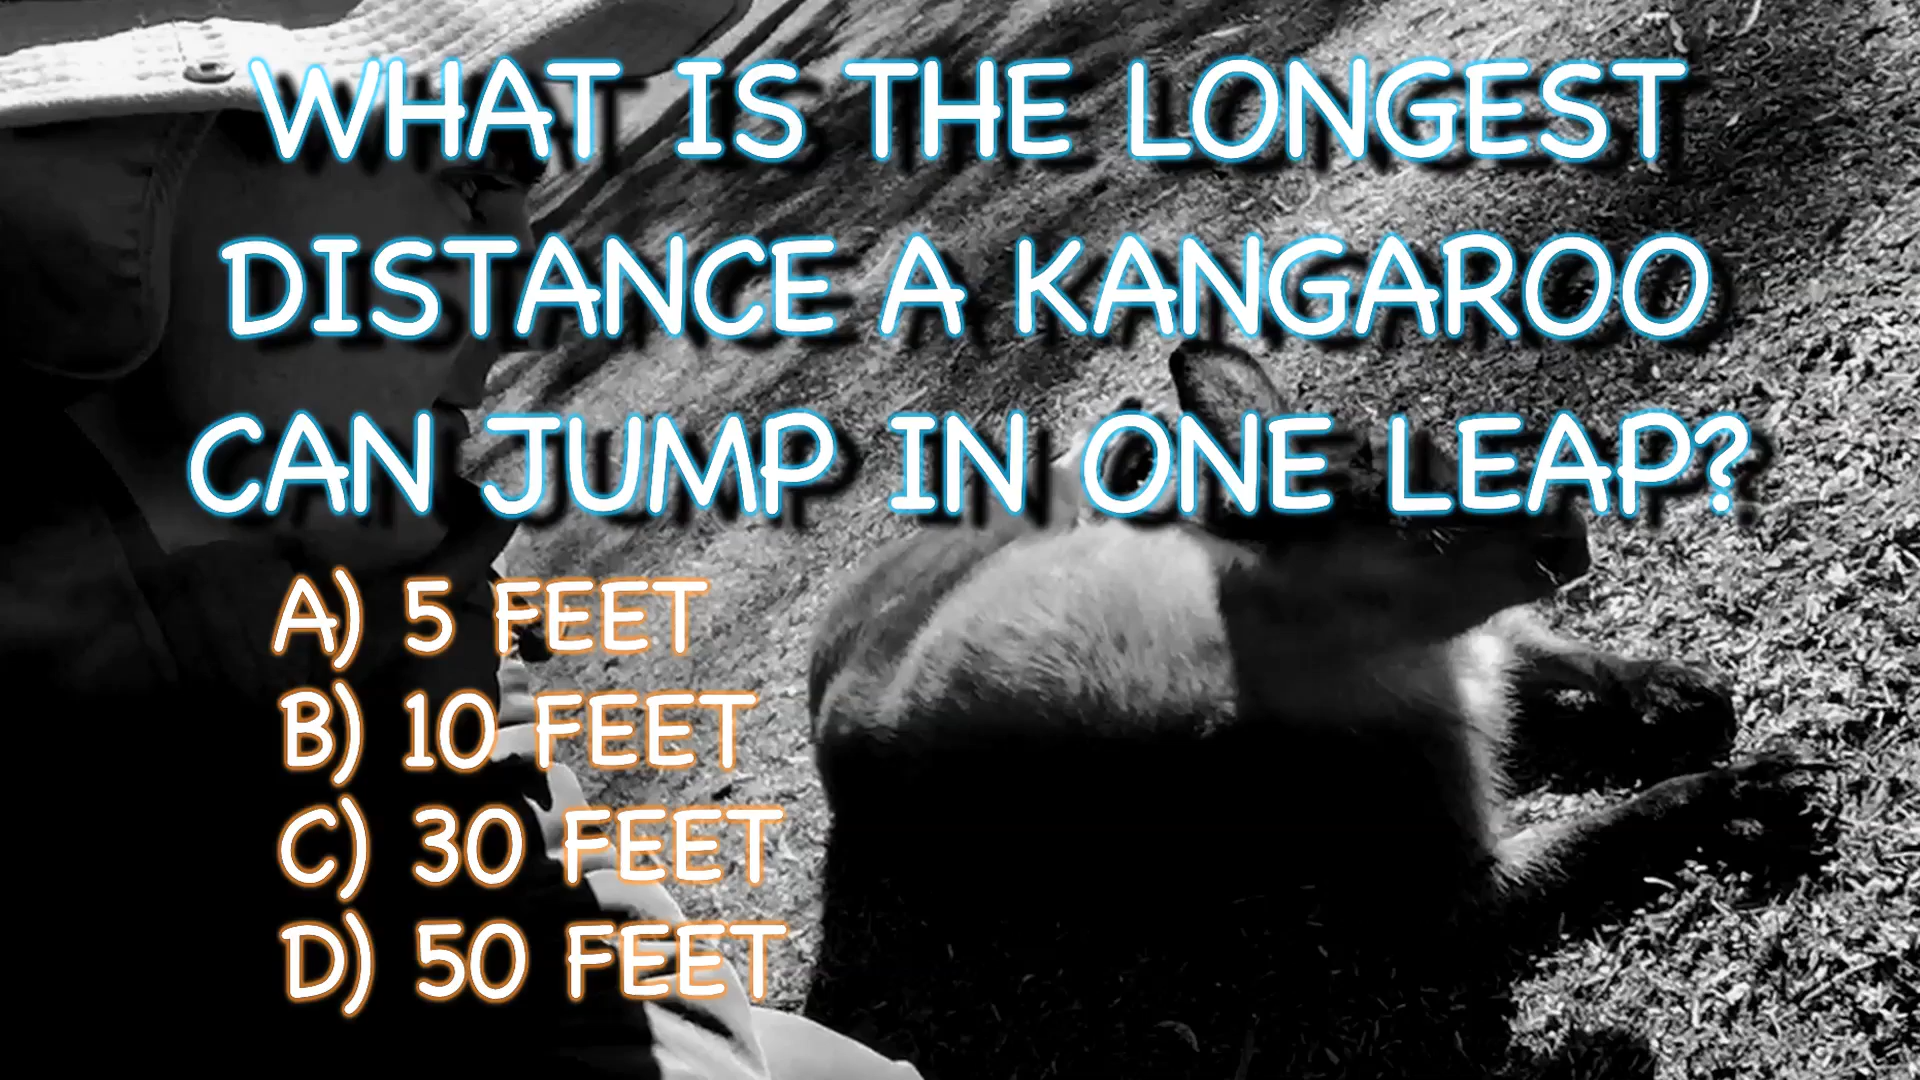 WHAT IS THE LONGEST
DISTANCE A KANGAROO
CAN JUMP IN ONE LEAP?
A) 5 FEET
B) 10 FEET
C) 30 FEET
D) 50 FEET